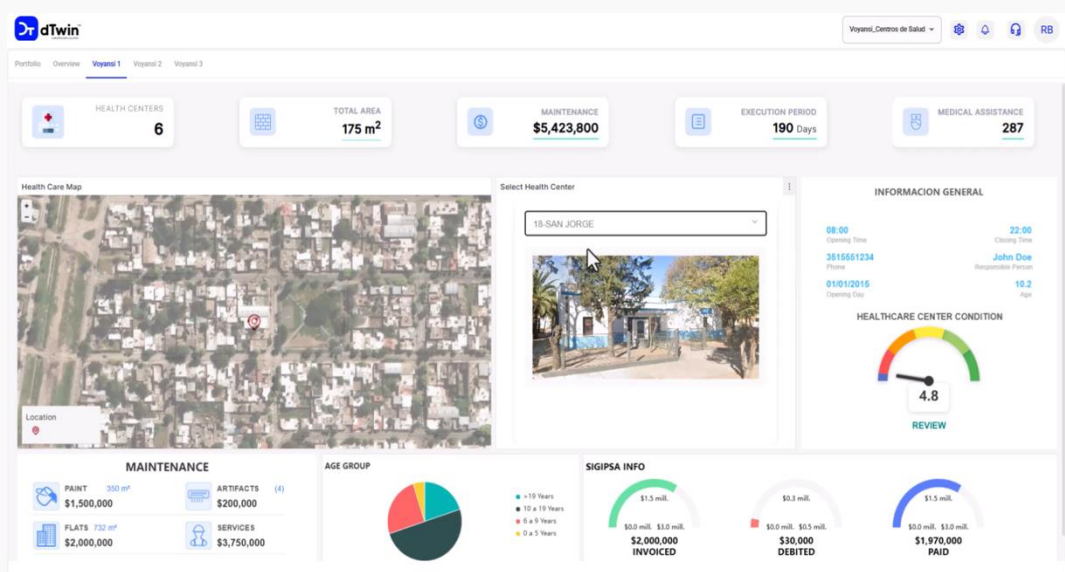 dTwin
Voyansi_Centros de Salud
RB
Portfolio Overview Voyansi 1 Voyansi 2 Voyansi 3
HEALTH CENTERS
6
TOTAL AREA
175 m²
MAINTENANCE
$5,423,800
EXECUTION PERIOD
190 Days
MEDICAL ASSISTANCE
287
Health Care Map
+
-
Location
Select Health Center
18-SAN JORGE
INFORMACION GENERAL
08:00 22:00
Opening Time Closing Time
3515551234 John Doe
Phone Responsible Person
01/01/2015 10.2
Opening Day Age
HEALTHCARE CENTER CONDITION
4.8
REVIEW
MAINTENANCE
PAINT 350 m²
$1,500,000
ARTIFACTS (4)
$200,000
FLATS 732 m²
$2,000,000
SERVICES
$3,750,000
AGE GROUP
>19 Years
10 a 19 Years
6 a 9 Years
0 a 5 Years
SIGIPSA INFO
$1.5 mill.
$0.0 mill. $3.0 mill.
$2,000,000
INVOICED
$0.3 mill.
$0.0 mill. $0.5 mill.
$30,000
DEBITED
$1.5 mill.
$0.0 mill. $3.0 mill.
$1,970,000
PAID